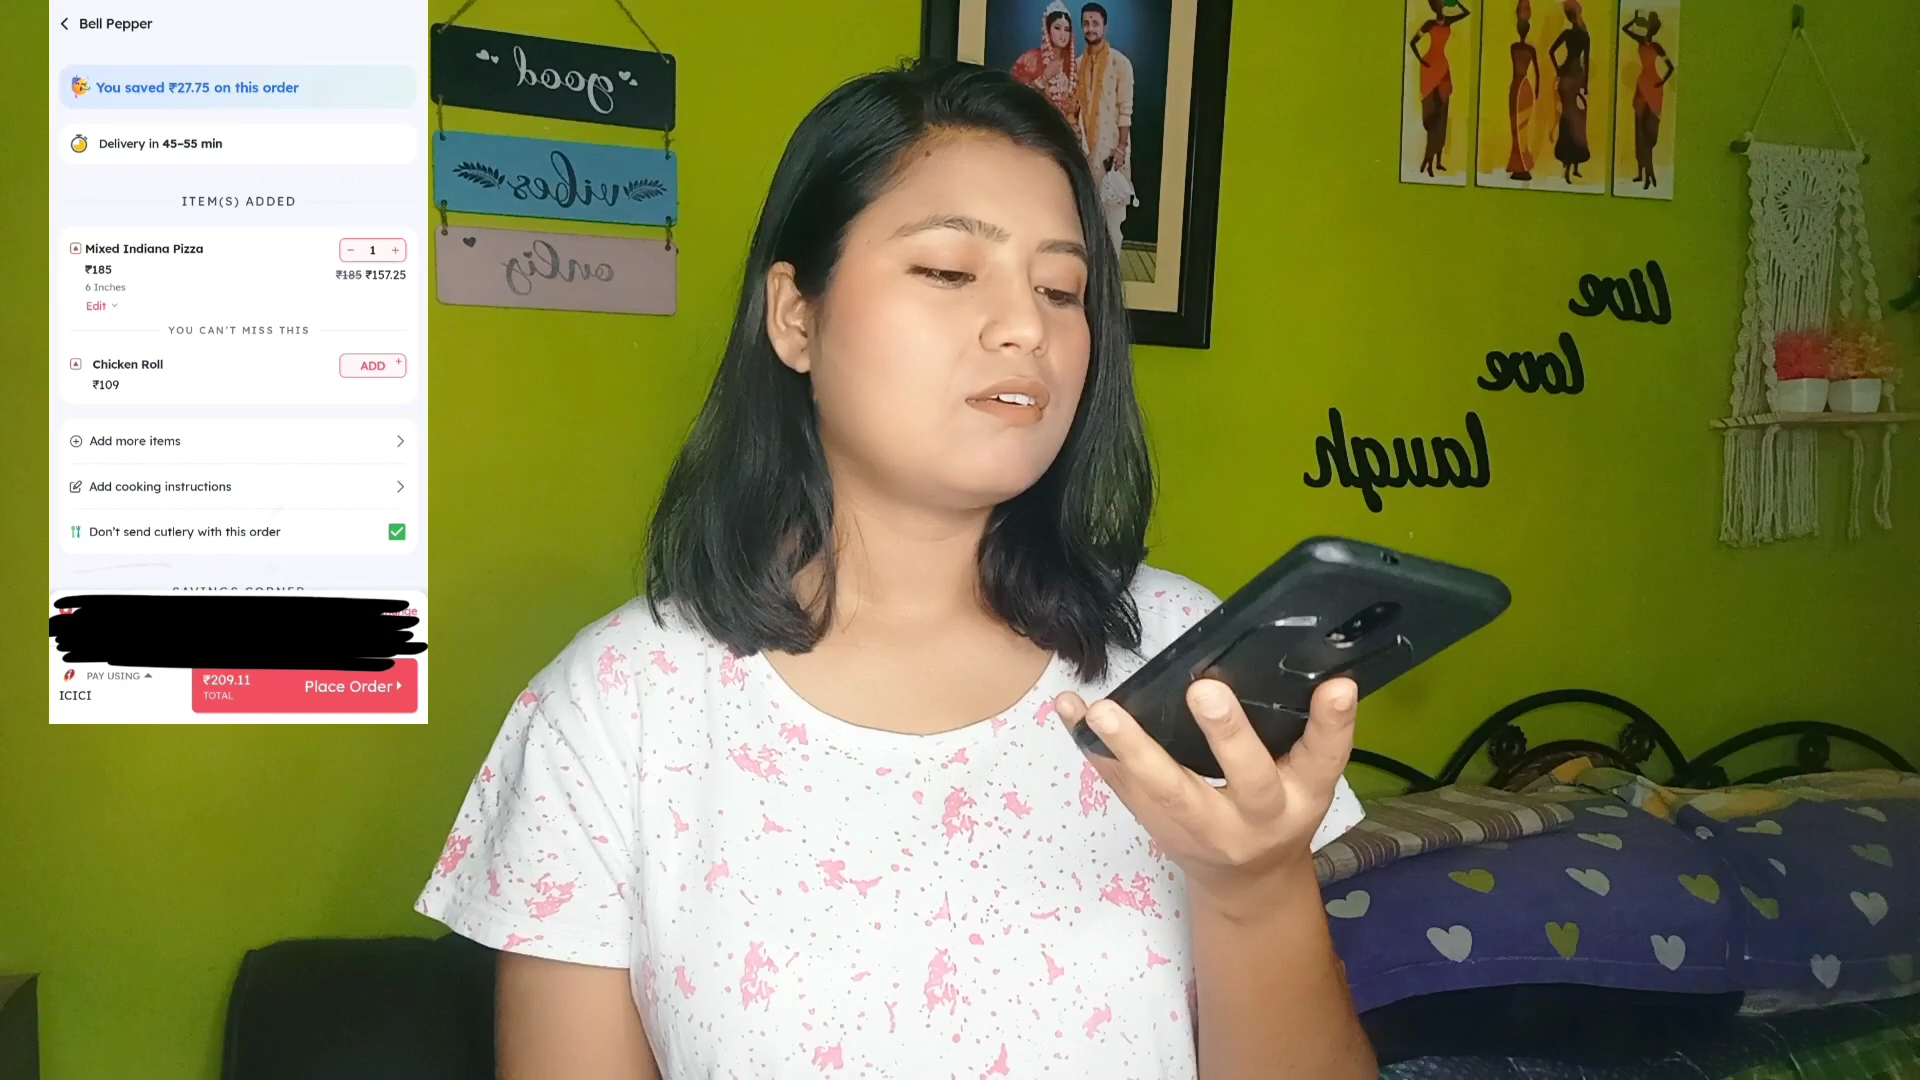 Bell Pepper
You saved ₹27.75 on this order
Delivery in 45-55 min
ITEM(S) ADDED
Mixed Indiana Pizza
- 1 +
₹185
₹185 ₹157.25
6 Inches
Edit
YOU CAN'T MISS THIS
Chicken Roll
ADD +
₹109
Add more items
Add cooking instructions
Don't send cutlery with this order
SAVINGS CORNER
PAY USING
ICICI
₹209.11
TOTAL
Place Order
good
vibes
only
live
love
laugh